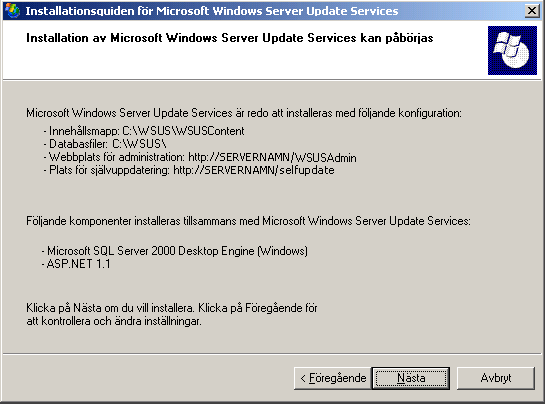 Installationsquiden för Microsoft Windows Server Update Services
Installation av Microsoft Windows Server Update Services kan påbörjas
Microsoft Windows Server Update Services är redo att installeras med följande konfiguration:
- Innehållsmapp: C:\WSUS\WSUSContent
- Databasfiler: C:\WSUS\
- Webbplats för administration: http://SERVERNAMN/WSUSAdmin
- Plats för självuppdatering: http://SERVERNAMN/selfupdate
Följande komponenter installeras tillsammans med Microsoft Windows Server Update Services:
- Microsoft SQL Server 2000 Desktop Engine (Windows)
- ASP.NET 1.1
Klicka på Nästa om du vill installera. Klicka på Föregående för
att kontrollera och ändra inställningar.
< Föregående Nästa Avbryt